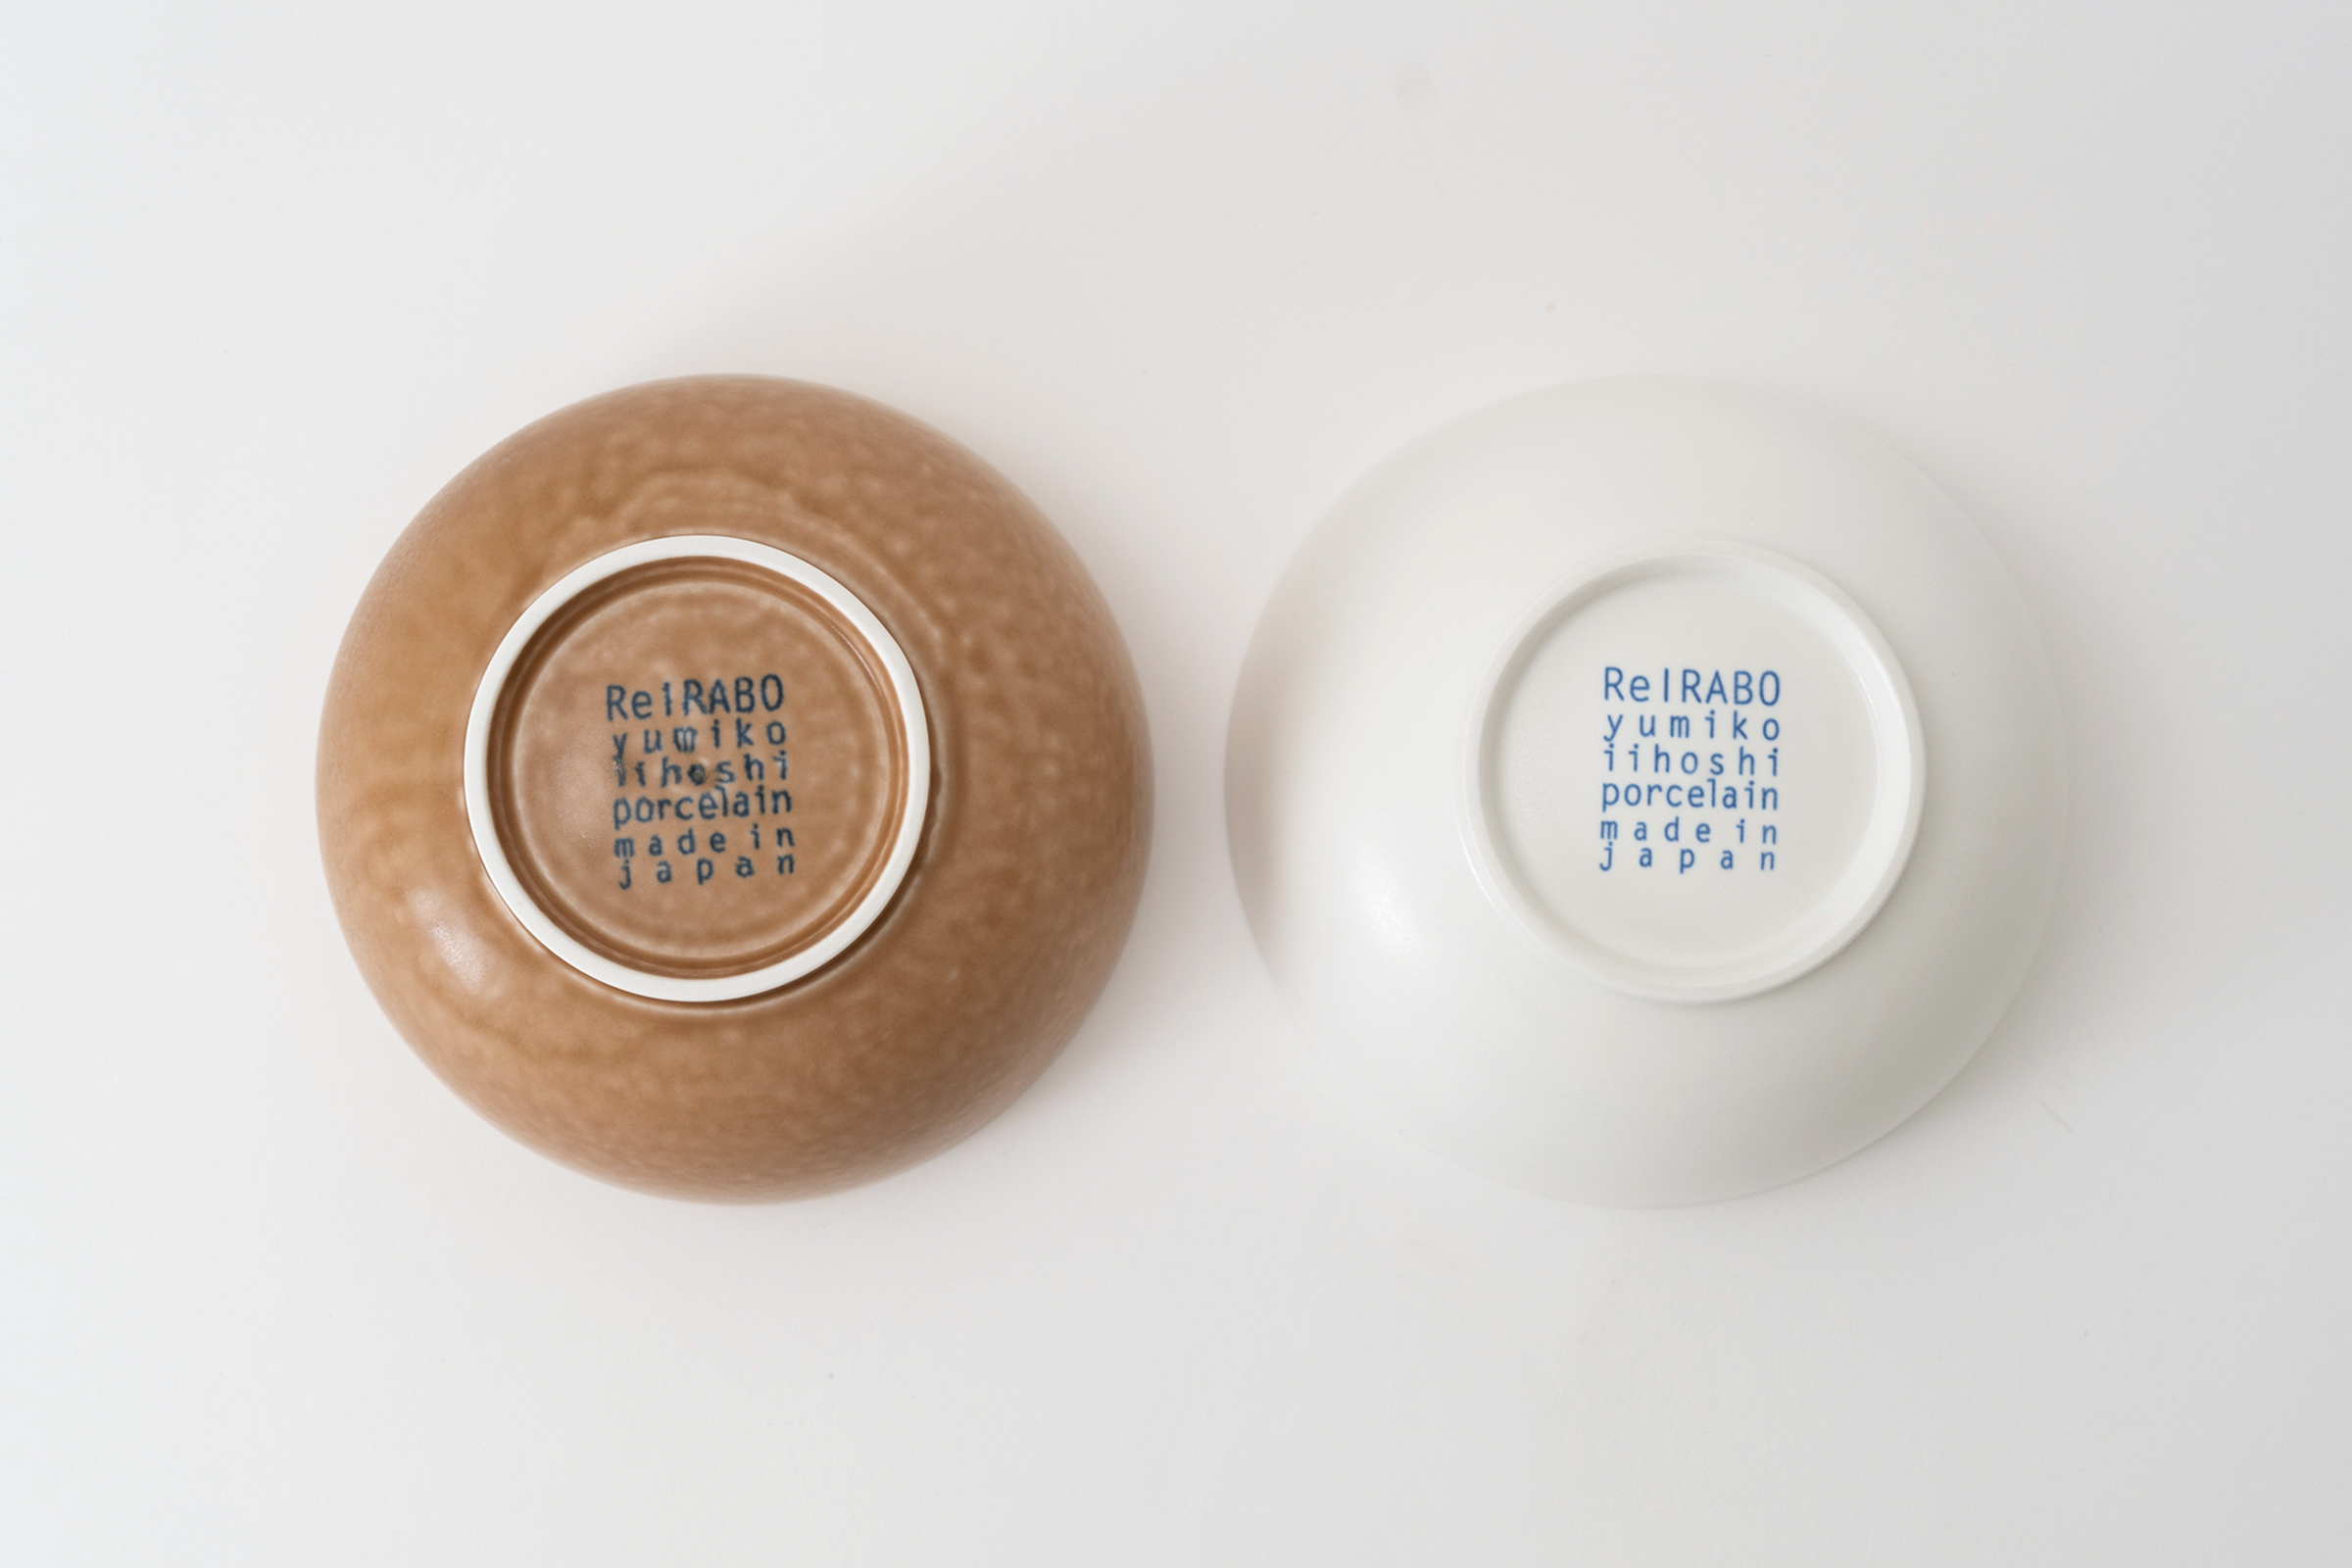 ReIRABO
yumiko
iihoshi
porcelain
made in
japan
ReIRABO
yumiko
iihoshi
porcelain
made in
japan